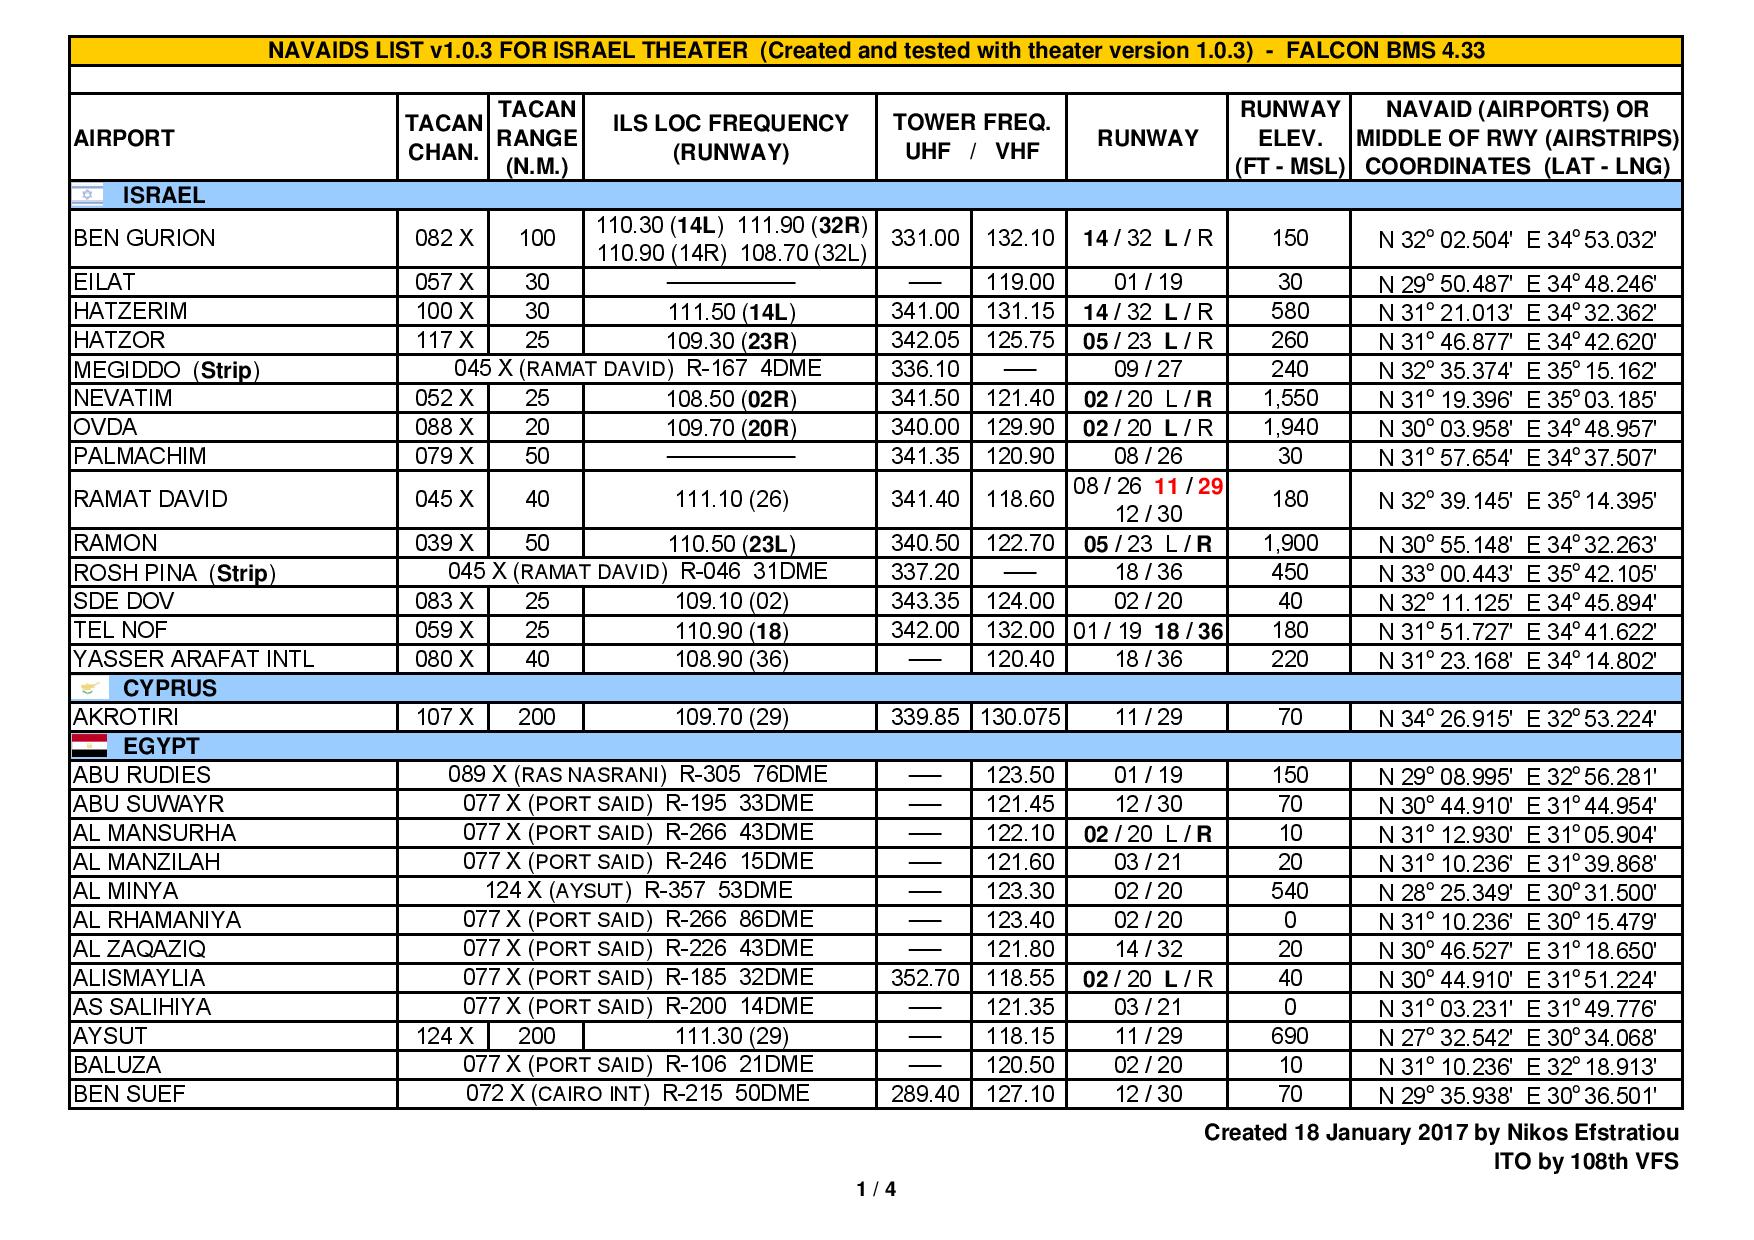 NAVAIDS LIST v1.0.3 FOR ISRAEL THEATER (Created and tested with theater version 1.0.3) - FALCON BMS 4.33
AIRPORT
TACAN
CHAN.
TACAN
RANGE
(N.M.)
ILS LOC FREQUENCY
(RUNWAY)
TOWER FREQ.
UHF / VHF
RUNWAY
RUNWAY
ELEV.
(FT - MSL)
NAVAID (AIRPORTS) OR
MIDDLE OF RWY (AIRSTRIPS)
COORDINATES (LAT - LNG)
ISRAEL
BEN GURION 082 X 100 110.30 (14L) 111.90 (32R) 331.00 132.10 14 / 32 L / R 150 N 32° 02.504' E 34° 53.032'
110.90 (14R) 108.70 (32L)
EILAT 057 X 30 ——— — 119.00 01 / 19 30 N 29° 50.487' E 34° 48.246'
HATZERIM 100 X 30 111.50 (14L) 341.00 131.15 14 / 32 L / R 580 N 31° 21.013' E 34° 32.362'
HATZOR 117 X 25 109.30 (23R) 342.05 125.75 05 / 23 L / R 260 N 31° 46.877' E 34° 42.620'
MEGIDDO (Strip) 045 X (RAMAT DAVID) R-167 4DME 336.10 — 09 / 27 240 N 32° 35.374' E 35° 15.162'
NEVATIM 052 X 25 108.50 (02R) 341.50 121.40 02 / 20 L / R 1,550 N 31° 19.396' E 35° 03.185'
OVDA 088 X 20 109.70 (20R) 340.00 129.90 02 / 20 L / R 1,940 N 30° 03.958' E 34° 48.957'
PALMACHIM 079 X 50 ——— 341.35 120.90 08 / 26 30 N 31° 57.654' E 34° 37.507'
RAMAT DAVID 045 X 40 111.10 (26) 341.40 118.60 08 / 26 11 / 29 180 N 32° 39.145' E 35° 14.395'
12 / 30
RAMON 039 X 50 110.50 (23L) 340.50 122.70 05 / 23 L / R 1,900 N 30° 55.148' E 34° 32.263'
ROSH PINA (Strip) 045 X (RAMAT DAVID) R-046 31DME 337.20 — 18 / 36 450 N 33° 00.443' E 35° 42.105'
SDE DOV 083 X 25 109.10 (02) 343.35 124.00 02 / 20 40 N 32° 11.125' E 34° 45.894'
TEL NOF 059 X 25 110.90 (18) 342.00 132.00 01 / 19 18 / 36 180 N 31° 51.727' E 34° 41.622'
YASSER ARAFAT INTL 080 X 40 108.90 (36) — 120.40 18 / 36 220 N 31° 23.168' E 34° 14.802'
CYPRUS
AKROTIRI 107 X 200 109.70 (29) 339.85 130.075 11 / 29 70 N 34° 26.915' E 32° 53.224'
EGYPT
ABU RUDIES 089 X (RAS NASRANI) R-305 76DME — 123.50 01 / 19 150 N 29° 08.995' E 32° 56.281'
ABU SUWAYR 077 X (PORT SAID) R-195 33DME — 121.45 12 / 30 70 N 30° 44.910' E 31° 44.954'
AL MANSURHA 077 X (PORT SAID) R-266 43DME — 122.10 02 / 20 L / R 10 N 31° 12.930' E 31° 05.904'
AL MANZILAH 077 X (PORT SAID) R-246 15DME — 121.60 03 / 21 20 N 31° 10.236' E 31° 39.868'
AL MINYA 124 X (AYSUT) R-357 53DME — 123.30 02 / 20 540 N 28° 25.349' E 30° 31.500'
AL RHAMANIYA 077 X (PORT SAID) R-266 86DME — 123.40 02 / 20 0 N 31° 10.236' E 30° 15.479'
AL ZAQAZIQ 077 X (PORT SAID) R-226 43DME — 121.80 14 / 32 20 N 30° 46.527' E 31° 18.650'
ALISMAYLIA 077 X (PORT SAID) R-185 32DME 352.70 118.55 02 / 20 L / R 40 N 30° 44.910' E 31° 51.224'
AS SALIHIYA 077 X (PORT SAID) R-200 14DME — 121.35 03 / 21 0 N 31° 03.231' E 31° 49.776'
AYSUT 124 X 200 111.30 (29) — 118.15 11 / 29 690 N 27° 32.542' E 30° 34.068'
BALUZA 077 X (PORT SAID) R-106 21DME — 120.50 02 / 20 10 N 31° 10.236' E 32° 18.913'
BEN SUEF 072 X (CAIRO INT) R-215 50DME 289.40 127.10 12 / 30 70 N 29° 35.938' E 30° 36.501'
Created 18 January 2017 by Nikos Efstratiou
ITO by 108th VFS
1 / 4